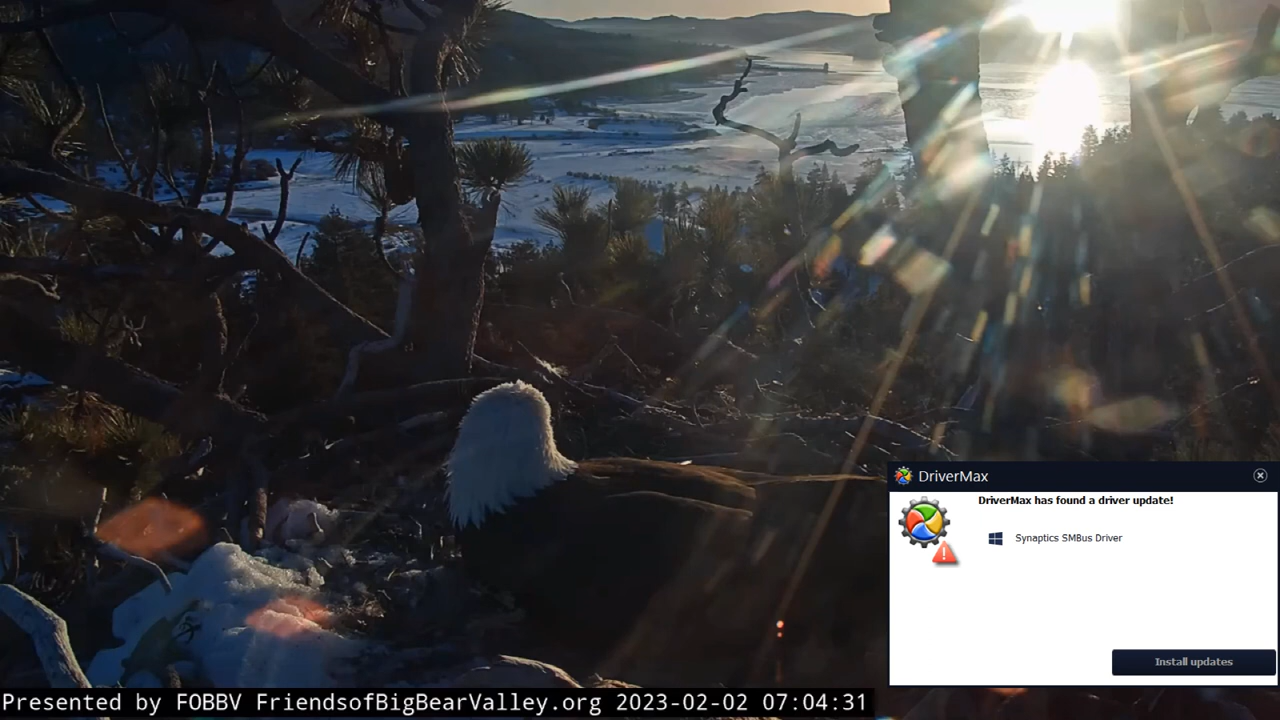 DriverMax
DriverMax has found a driver update!
Synaptics SMBus Driver
Install updates
Presented by FOBBV FriendsofBigBearValley.org 2023-02-02 07:04:31